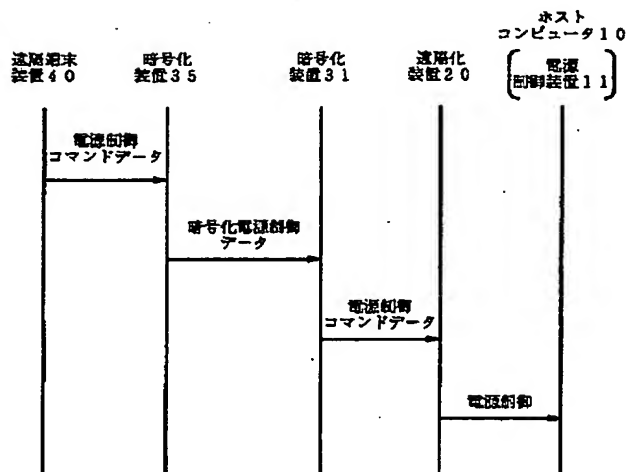 ホスト
コンピュータ10
遠隔端末
装置40
暗号化
装置35
暗号化
装置31
遠隔化
装置20
電源
制御装置11
電源制御
コマンドデータ
暗号化電源制御
データ
電源制御
コマンドデータ
電源制御